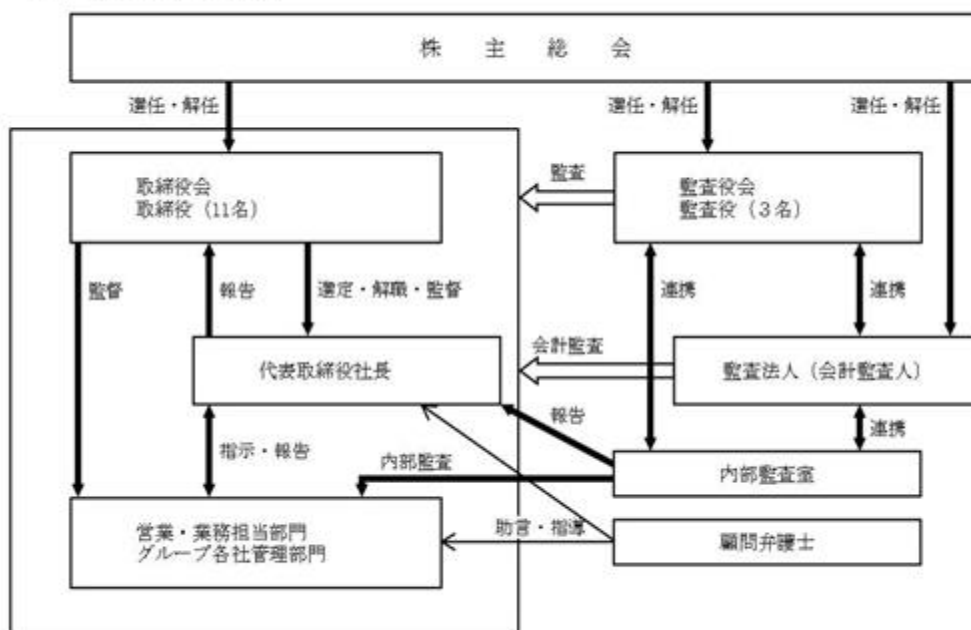 株主総会
選任・解任
選任・解任
選任・解任
取締役会
取締役（11名）
監査
監査役会
監査役（３名）
監督
報告
選定・解職・監督
連携
連携
代表取締役社長
会計監査
監査法人（会計監査人）
報告
連携
指示・報告
内部監査
内部監査室
営業・業務担当部門
グループ各社管理部門
助言・指導
顧問弁護士